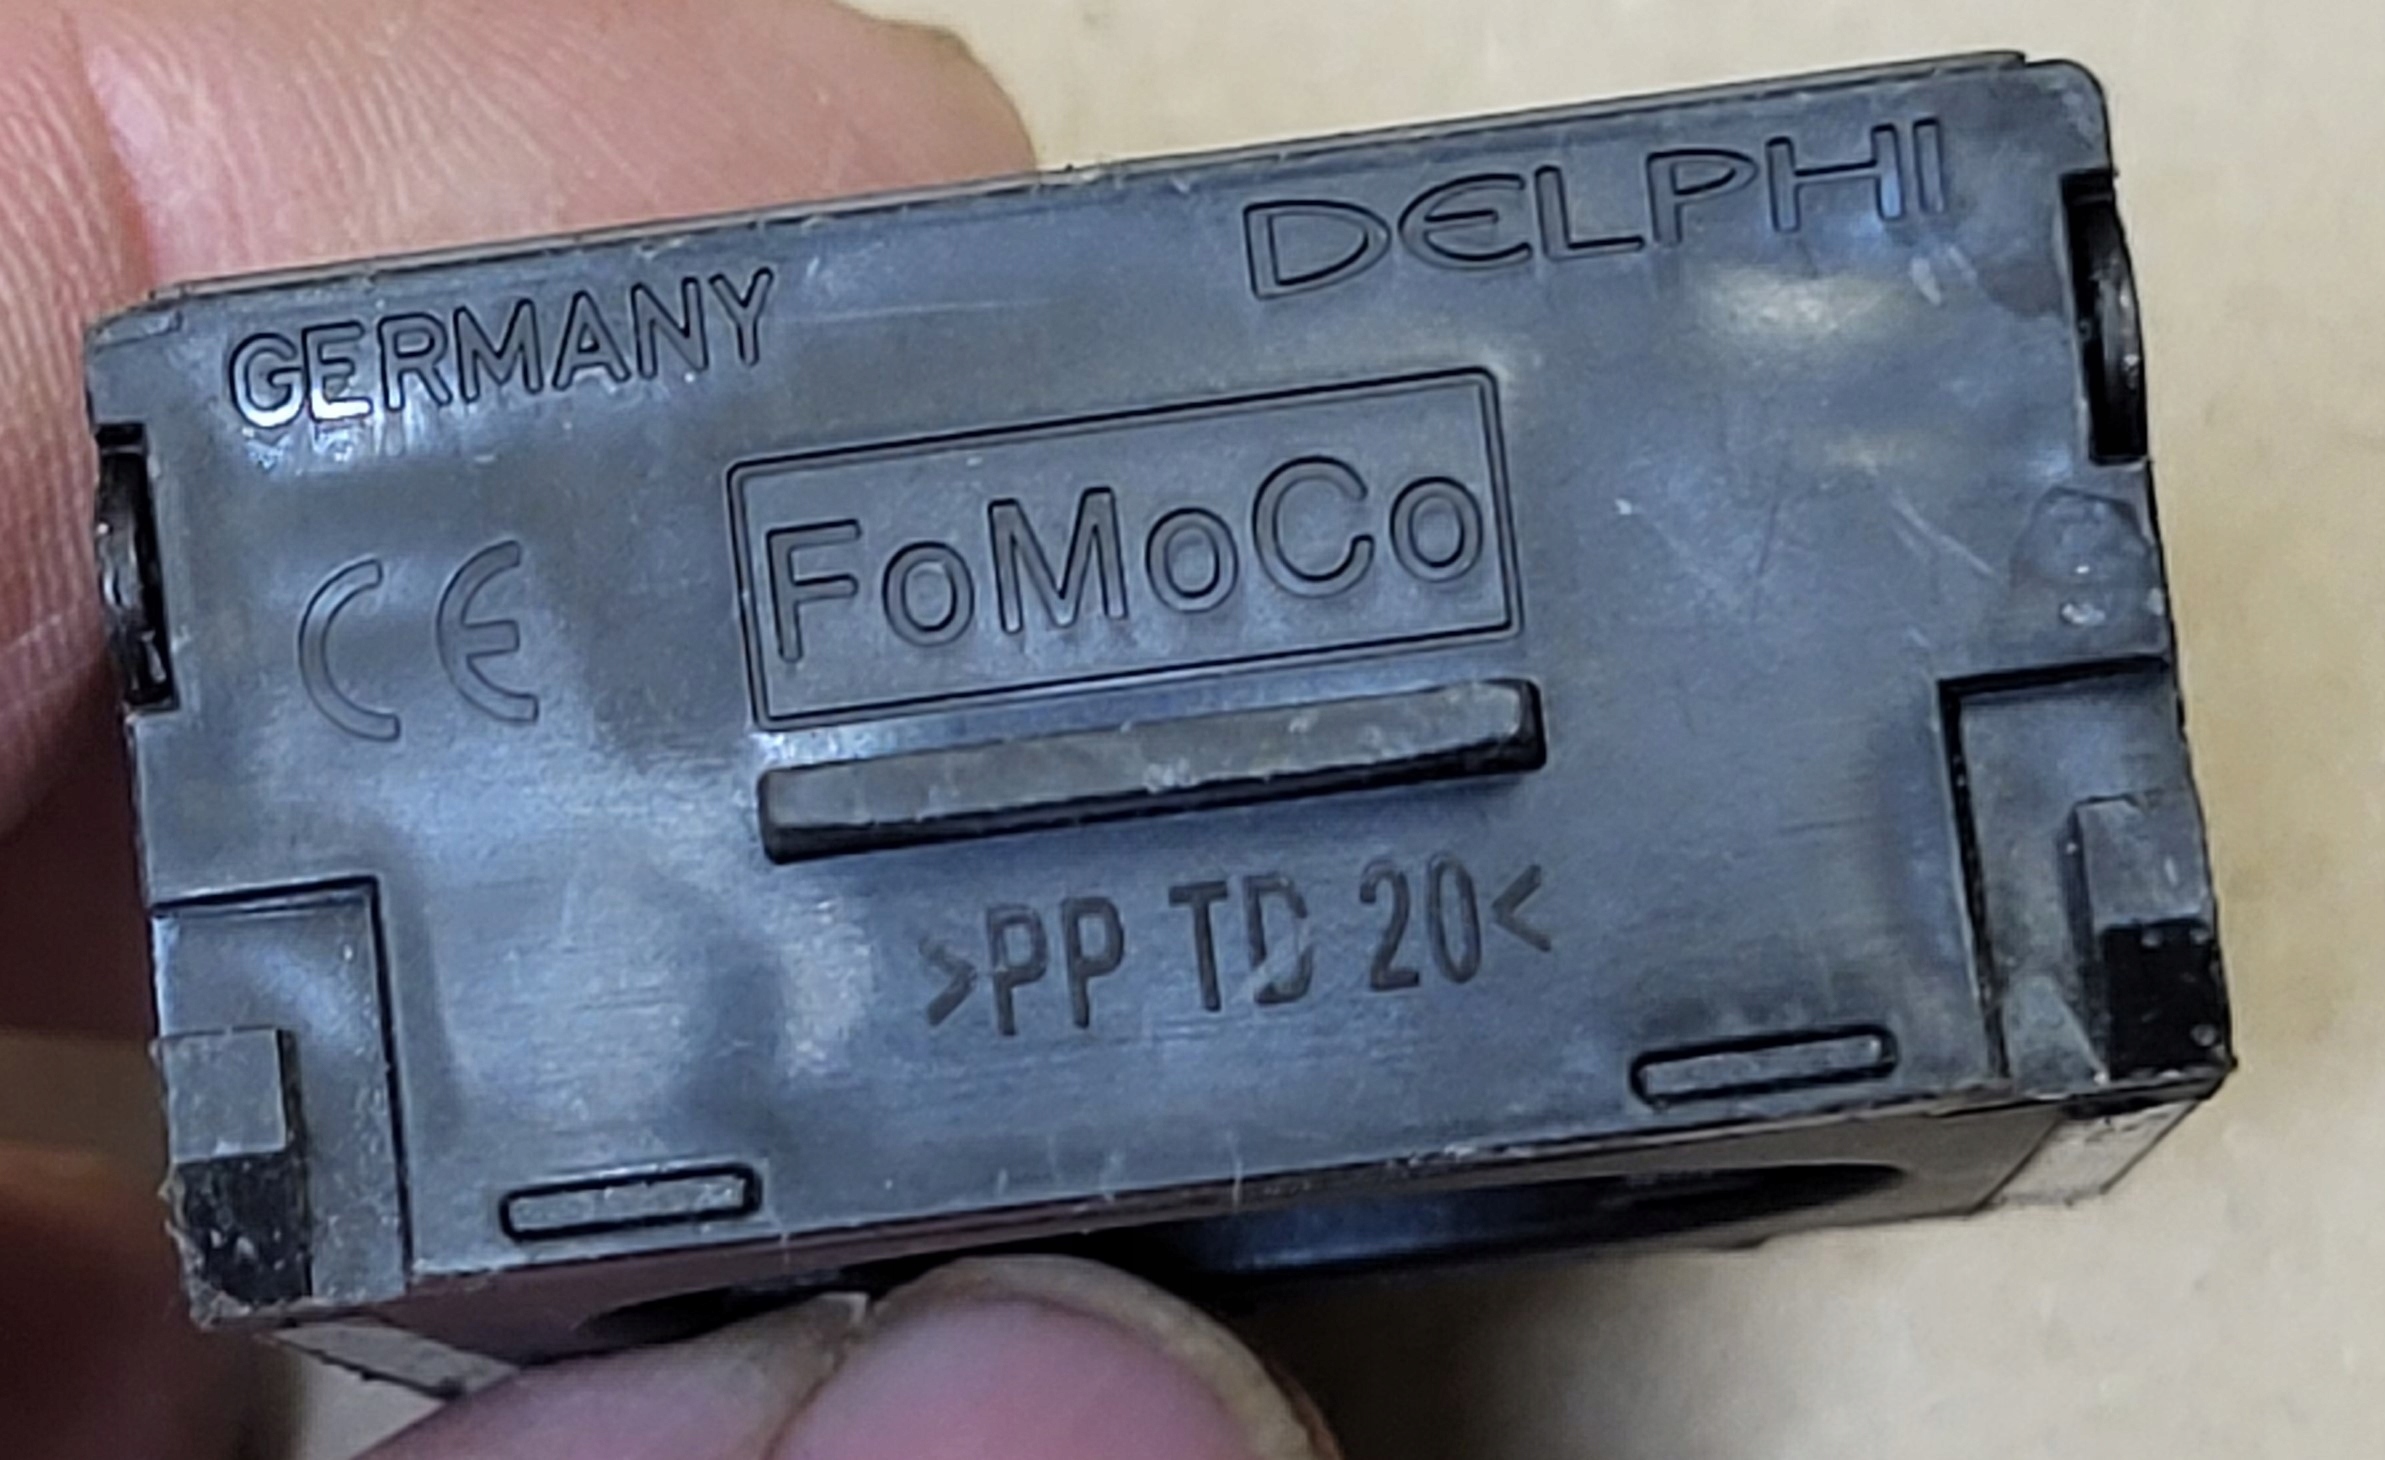 GERMANY DELPHI
CE
FoMoCo
>PP TD 20<